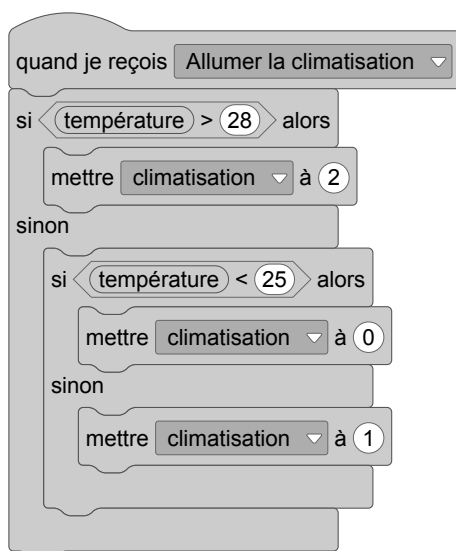 quand je reçois Allumer la climatisation
si température > 28 alors
mettre climatisation à 2
sinon
si température < 25 alors
mettre climatisation à 0
sinon
mettre climatisation à 1